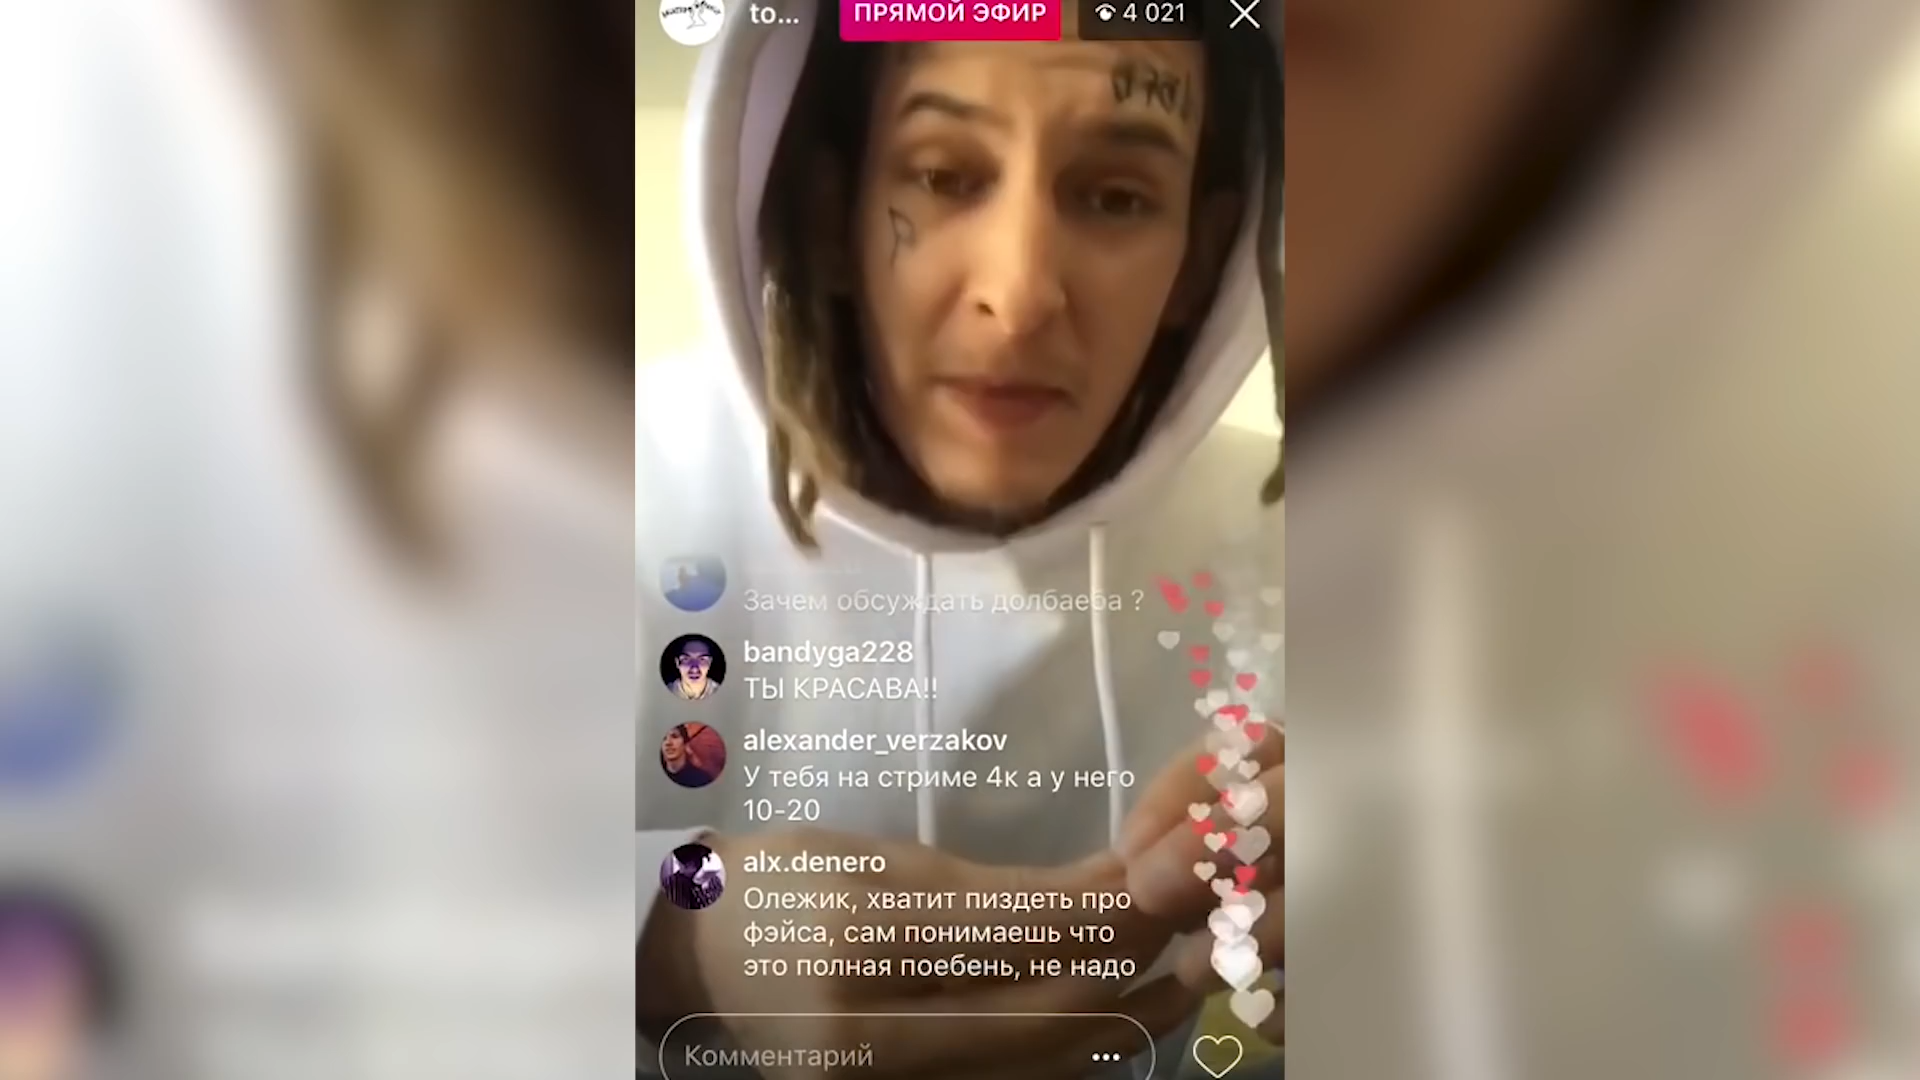 to...
ПРЯМОЙ ЭФИР
4 021
Зачем обсуждать долбаеба ?
bandyga228
ТЫ КРАСАВА!!
alexander_verzakov
У тебя на стриме 4к а у него
10-20
alx.denero
Олежик, хватит пиздеть про
фэйса, сам понимаешь что
это полная поебень, не надо
Комментарий